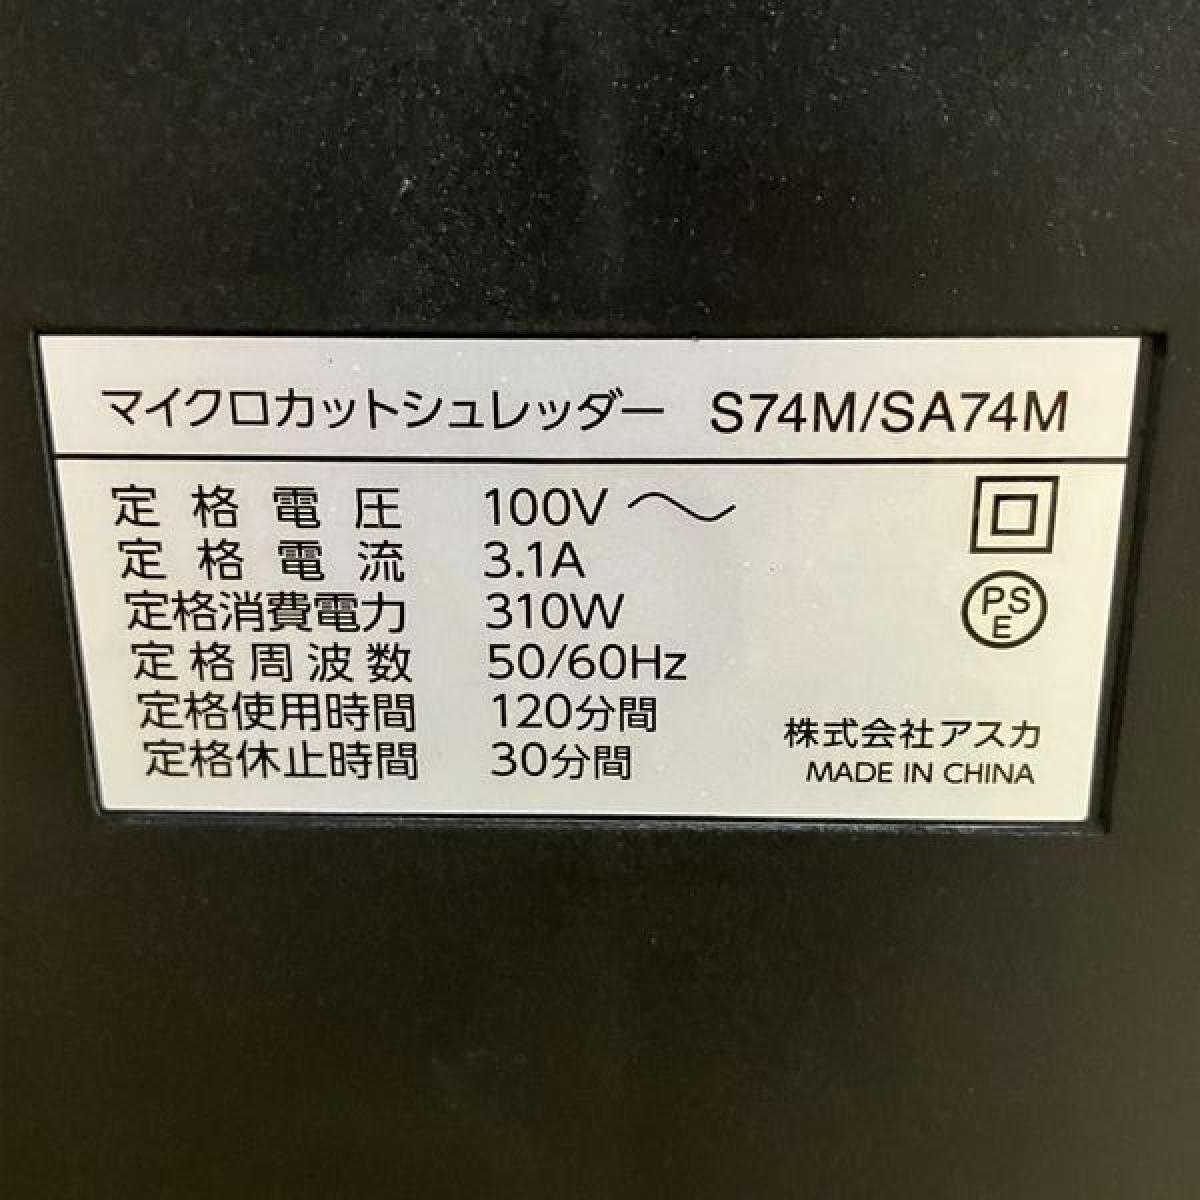 マイクロカットシュレッダー S74M/SA74M
定格電圧 100V ～
定格電流 3.1A
定格消費電力 310W
定格周波数 50/60Hz
定格使用時間 120分間
定格休止時間 30分間
PS
E
株式会社アスカ
MADE IN CHINA